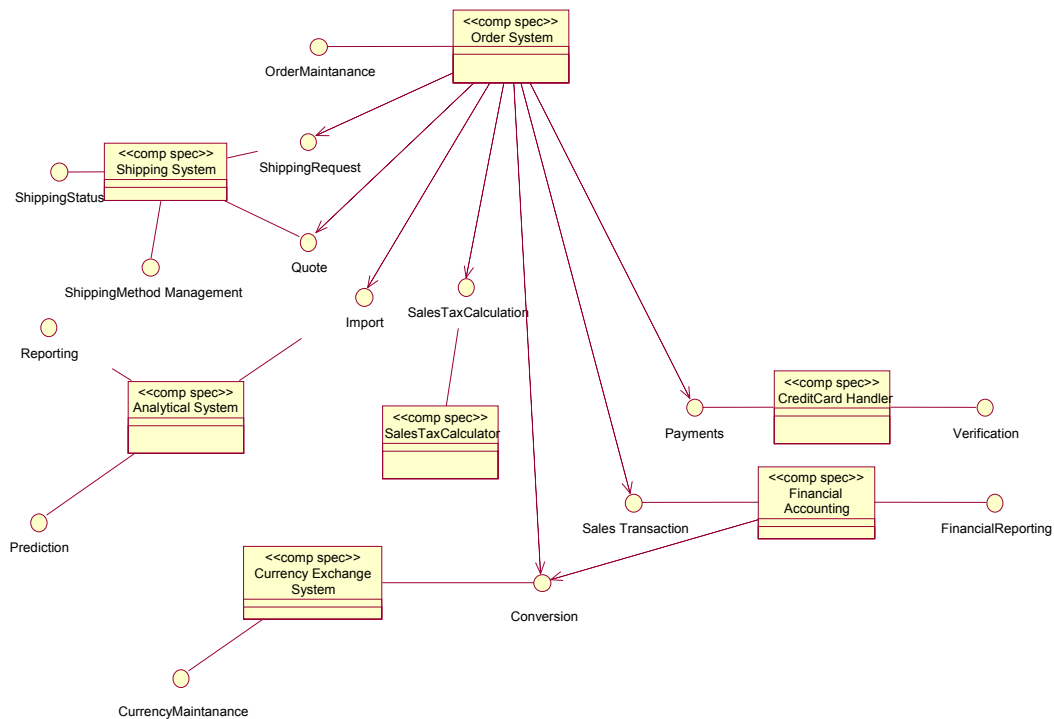 <<comp spec>>
Order System
OrderMaintanance
<<comp spec>>
Shipping System
ShippingRequest
ShippingStatus
Quote
ShippingMethod Management
Import
SalesTaxCalculation
Reporting
<<comp spec>>
Analytical System
<<comp spec>>
SalesTaxCalculator
<<comp spec>>
CreditCard Handler
Payments
Verification
<<comp spec>>
Financial
Accounting
Sales Transaction
FinancialReporting
Prediction
<<comp spec>>
Currency Exchange
System
Conversion
CurrencyMaintanance